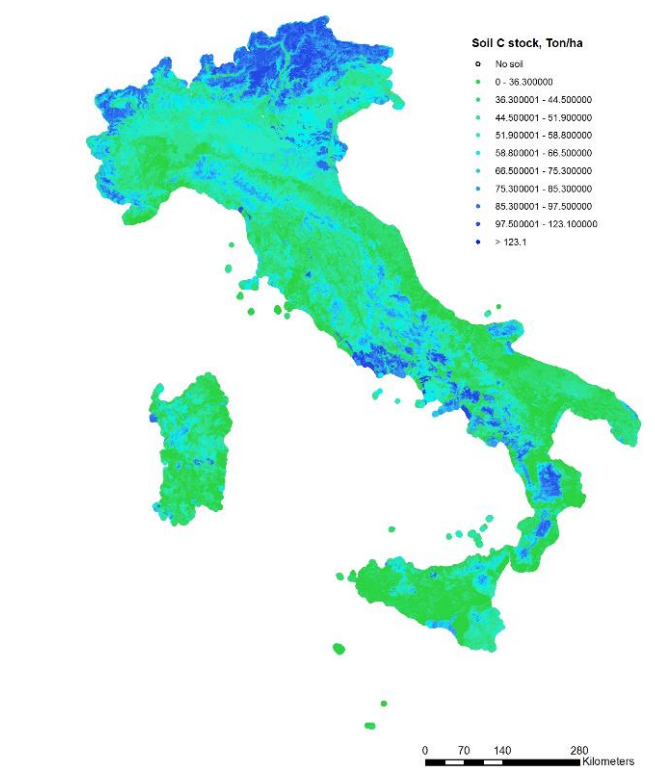 Soil C stock, Ton/ha
No soil
0 - 36.300000
36.300001 - 44.500000
44.500001 - 51.900000
51.900001 - 58.800000
58.800001 - 66.500000
66.500001 - 75.300000
75.300001 - 85.300000
85.300001 - 97.500000
97.500001 - 123.100000
> 123.1
0 70 140 280
Kilometers